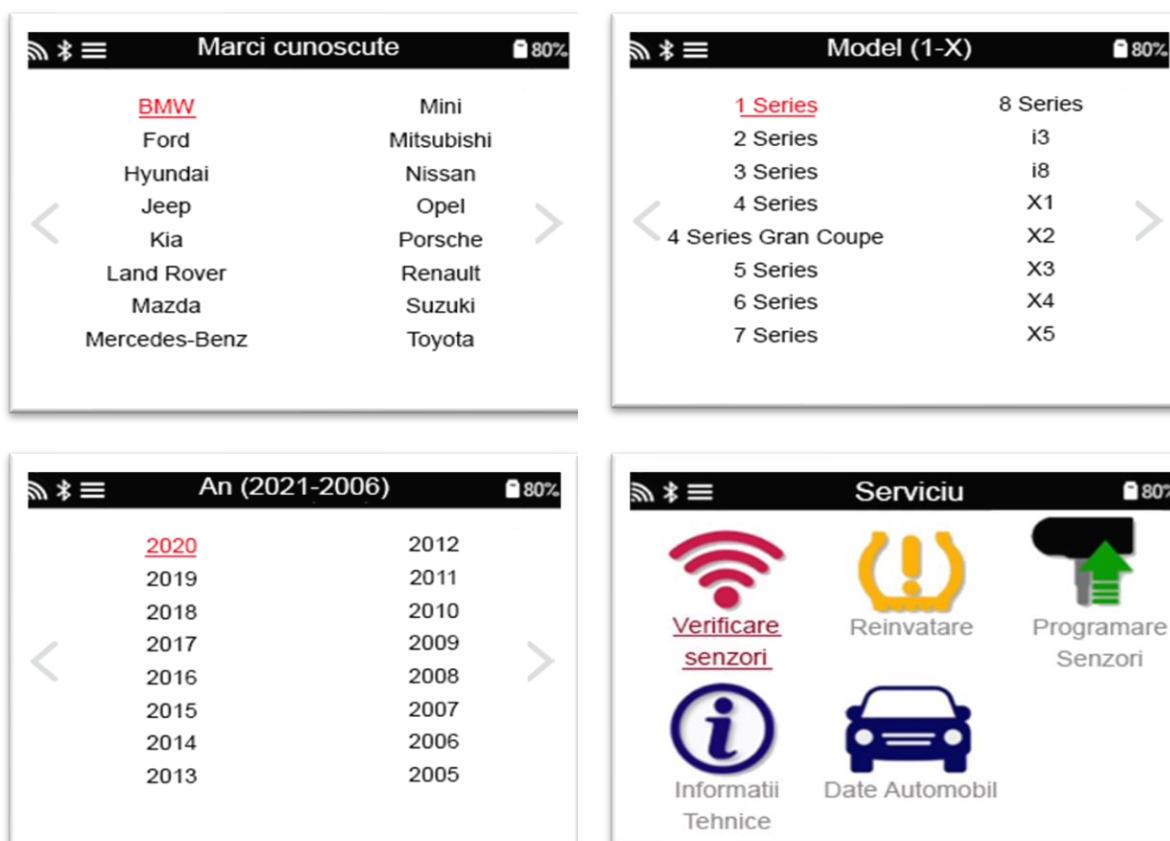 Marci cunoscute
80%
BMW
Mini
Ford
Mitsubishi
Hyundai
Nissan
Jeep
Opel
Kia
Porsche
Land Rover
Renault
Mazda
Suzuki
Mercedes-Benz
Toyota
Model (1-X)
80%
1 Series
8 Series
2 Series
i3
3 Series
i8
4 Series
X1
4 Series Gran Coupe
X2
5 Series
X3
6 Series
X4
7 Series
X5
An (2021-2006)
80%
2020
2012
2019
2011
2018
2010
2017
2009
2016
2008
2015
2007
2014
2006
2013
2005
Serviciu
80%
Verificare
senzori
Reinvatare
Programare
Senzori
Informatii
Tehnice
Date Automobil